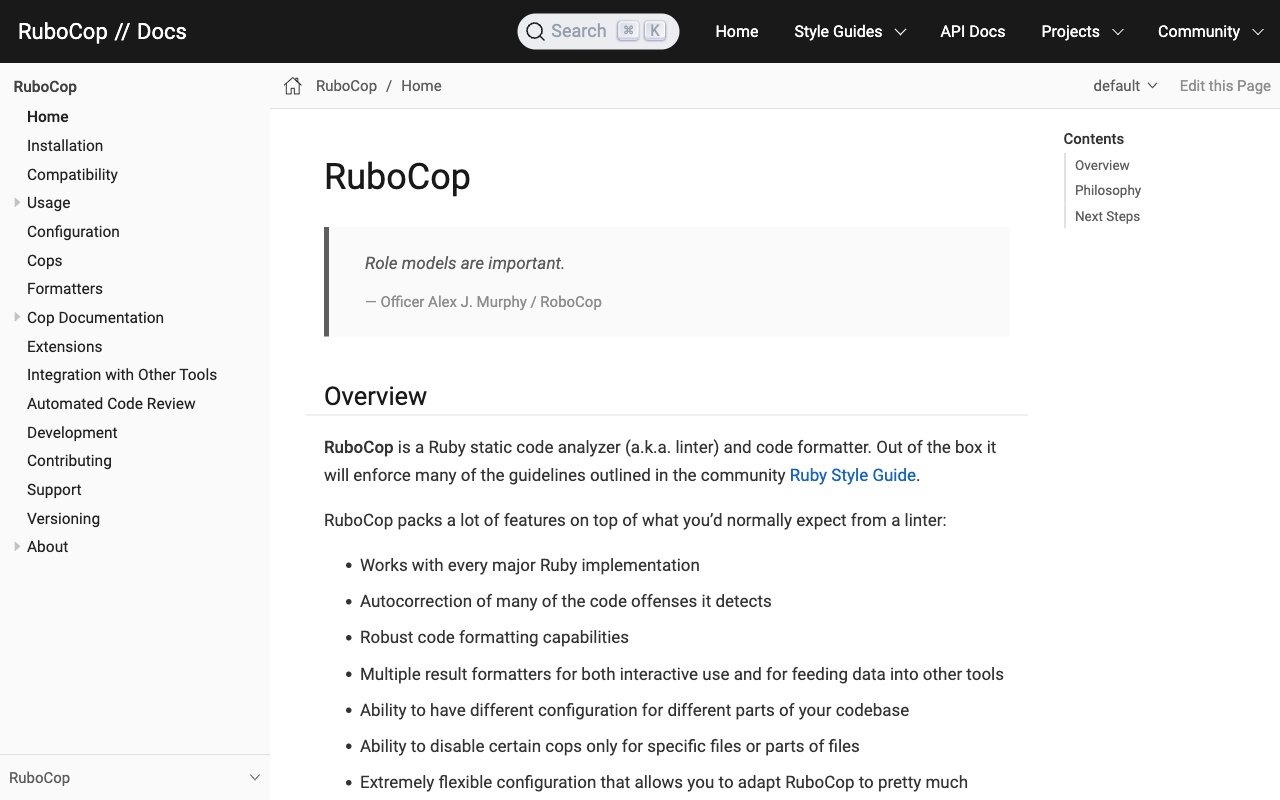 RuboCop // Docs
Search ⌘ K
Home
Style Guides
API Docs
Projects
Community
RuboCop
Home
Installation
Compatibility
Usage
Configuration
Cops
Formatters
Cop Documentation
Extensions
Integration with Other Tools
Automated Code Review
Development
Contributing
Support
Versioning
About
RuboCop
RuboCop / Home
default
Edit this Page
RuboCop
Role models are important.
— Officer Alex J. Murphy / RoboCop
Overview
RuboCop is a Ruby static code analyzer (a.k.a. linter) and code formatter. Out of the box it
will enforce many of the guidelines outlined in the community Ruby Style Guide.
RuboCop packs a lot of features on top of what you’d normally expect from a linter:
• Works with every major Ruby implementation
• Autocorrection of many of the code offenses it detects
• Robust code formatting capabilities
• Multiple result formatters for both interactive use and for feeding data into other tools
• Ability to have different configuration for different parts of your codebase
• Ability to disable certain cops only for specific files or parts of files
• Extremely flexible configuration that allows you to adapt RuboCop to pretty much
Contents
Overview
Philosophy
Next Steps